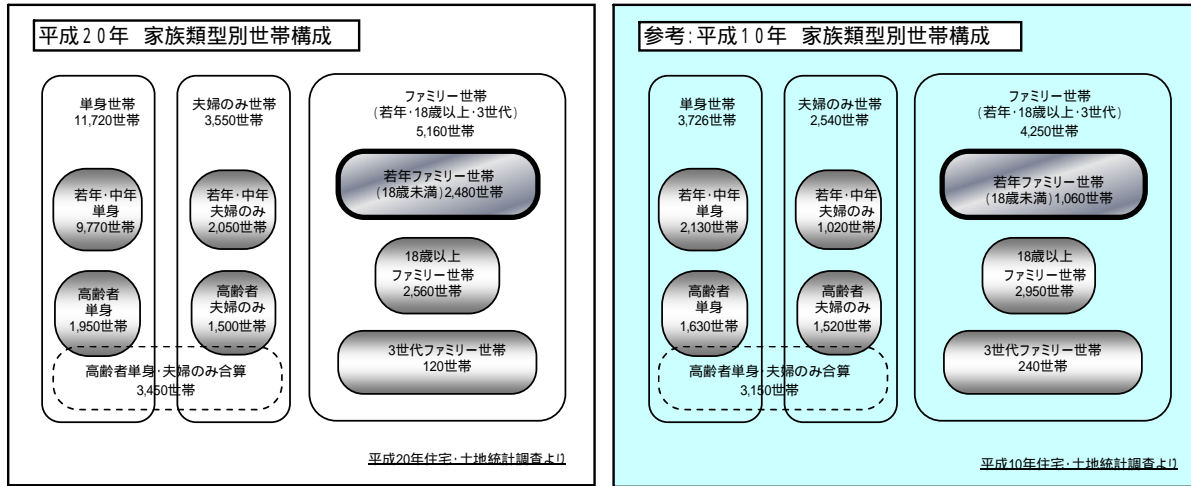 平成20年 家族類型別世帯構成
単身世帯
11,720世帯
夫婦のみ世帯
3,550世帯
ファミリー世帯
(若年・18歳以上・3世代)
5,160世帯
若年・中年
単身
9,770世帯
若年・中年
夫婦のみ
2,050世帯
若年ファミリー世帯
(18歳未満)2,480世帯
18歳以上
ファミリー世帯
2,560世帯
高齢者
単身
1,950世帯
高齢者
夫婦のみ
1,500世帯
3世代ファミリー世帯
120世帯
高齢者単身・夫婦のみ合算
3,450世帯
平成20年住宅・土地統計調査より
参考:平成10年 家族類型別世帯構成
単身世帯
3,726世帯
夫婦のみ世帯
2,540世帯
ファミリー世帯
(若年・18歳以上・3世代)
4,250世帯
若年・中年
単身
2,130世帯
若年・中年
夫婦のみ
1,020世帯
若年ファミリー世帯
(18歳未満)1,060世帯
18歳以上
ファミリー世帯
2,950世帯
高齢者
単身
1,630世帯
高齢者
夫婦のみ
1,520世帯
3世代ファミリー世帯
240世帯
高齢者単身・夫婦のみ合算
3,150世帯
平成10年住宅・土地統計調査より